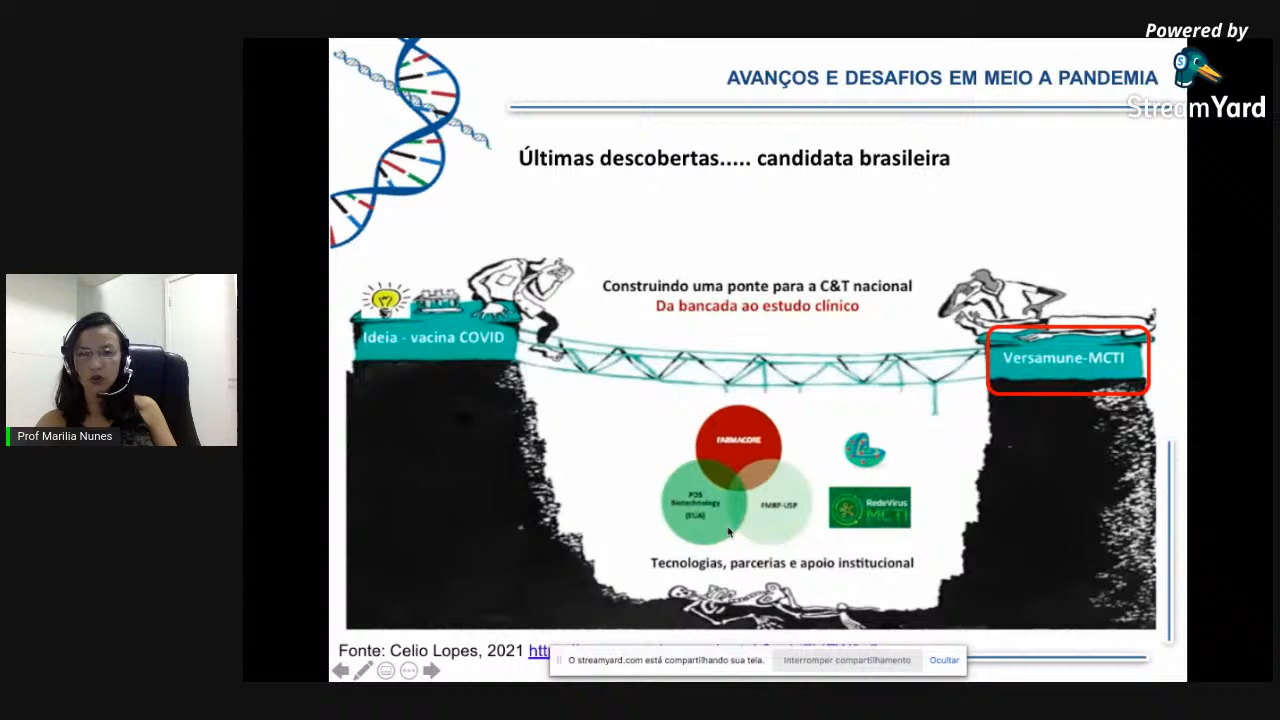 Powered by
StreamYard
AVANÇOS E DESAFIOS EM MEIO A PANDEMIA
Últimas descobertas..... candidata brasileira
Construindo uma ponte para a C&T nacional
Da bancada ao estudo clínico
Ideia - vacina COVID
Versamune-MCTI
FARMACORE
PDS
Biotechnology
(EUA)
FMRP-USP
RedeVírus
MCTI
Tecnologias, parcerias e apoio institucional
Prof Marilia Nunes
Fonte: Celio Lopes, 2021
O streamyard.com está compartilhando sua tela.
Interromper compartilhamento
Ocultar